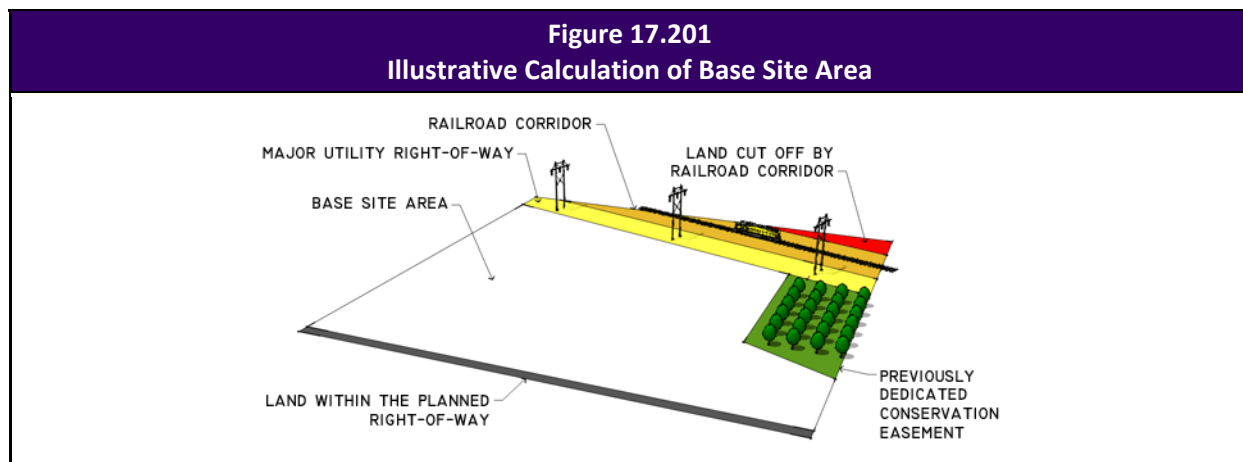 Figure 17.201
Illustrative Calculation of Base Site Area
RAILROAD CORRIDOR
MAJOR UTILITY RIGHT-OF-WAY
LAND CUT OFF BY
RAILROAD CORRIDOR
BASE SITE AREA
LAND WITHIN THE PLANNED
RIGHT-OF-WAY
PREVIOUSLY
DEDICATED
CONSERVATION
EASEMENT